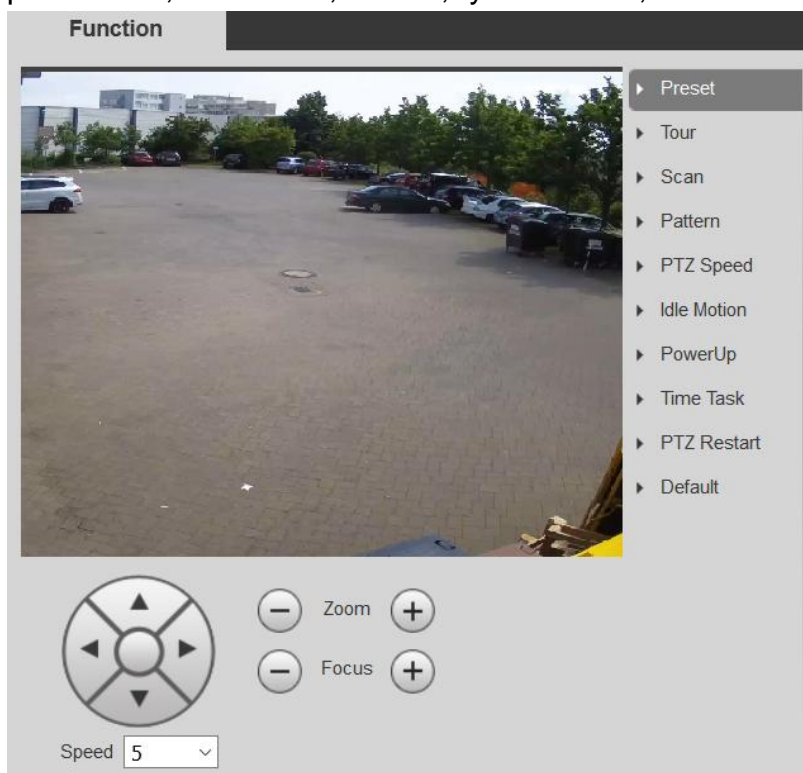 Function
Preset
Tour
Scan
Pattern
PTZ Speed
Idle Motion
PowerUp
Time Task
PTZ Restart
Default
Zoom
Focus
Speed 5